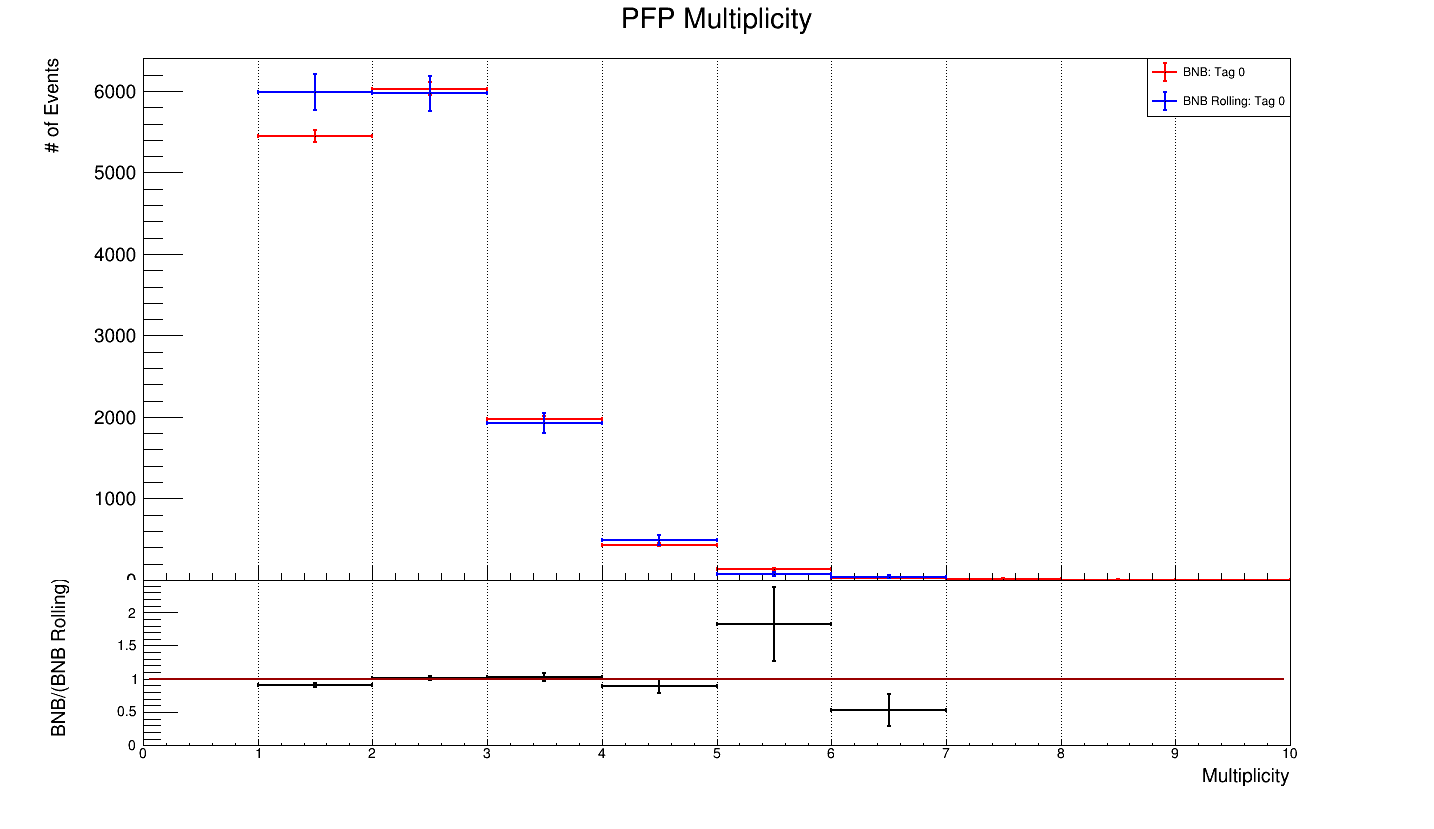 PFP Multiplicity
# of Events
6000
5000
4000
3000
2000
1000
0
BNB: Tag 0
BNB Rolling: Tag 0
BNB/(BNB Rolling)
2
1.5
1
0.5
0
0 1 2 3 4 5 6 7 8 9 10
Multiplicity